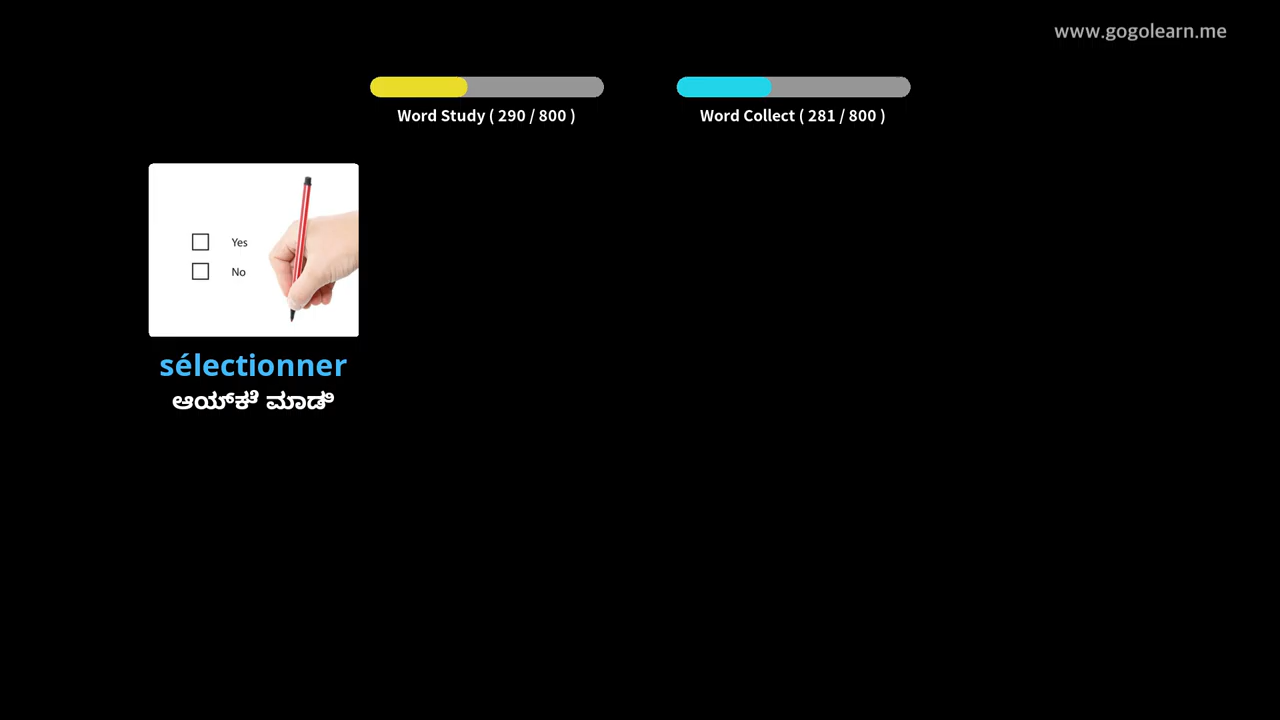 www.gogolearn.me
Word Study ( 290 / 800 )
Word Collect ( 281 / 800 )
Yes
No
sélectionner
ಆಯ್ಕೆ ಮಾಡಿ